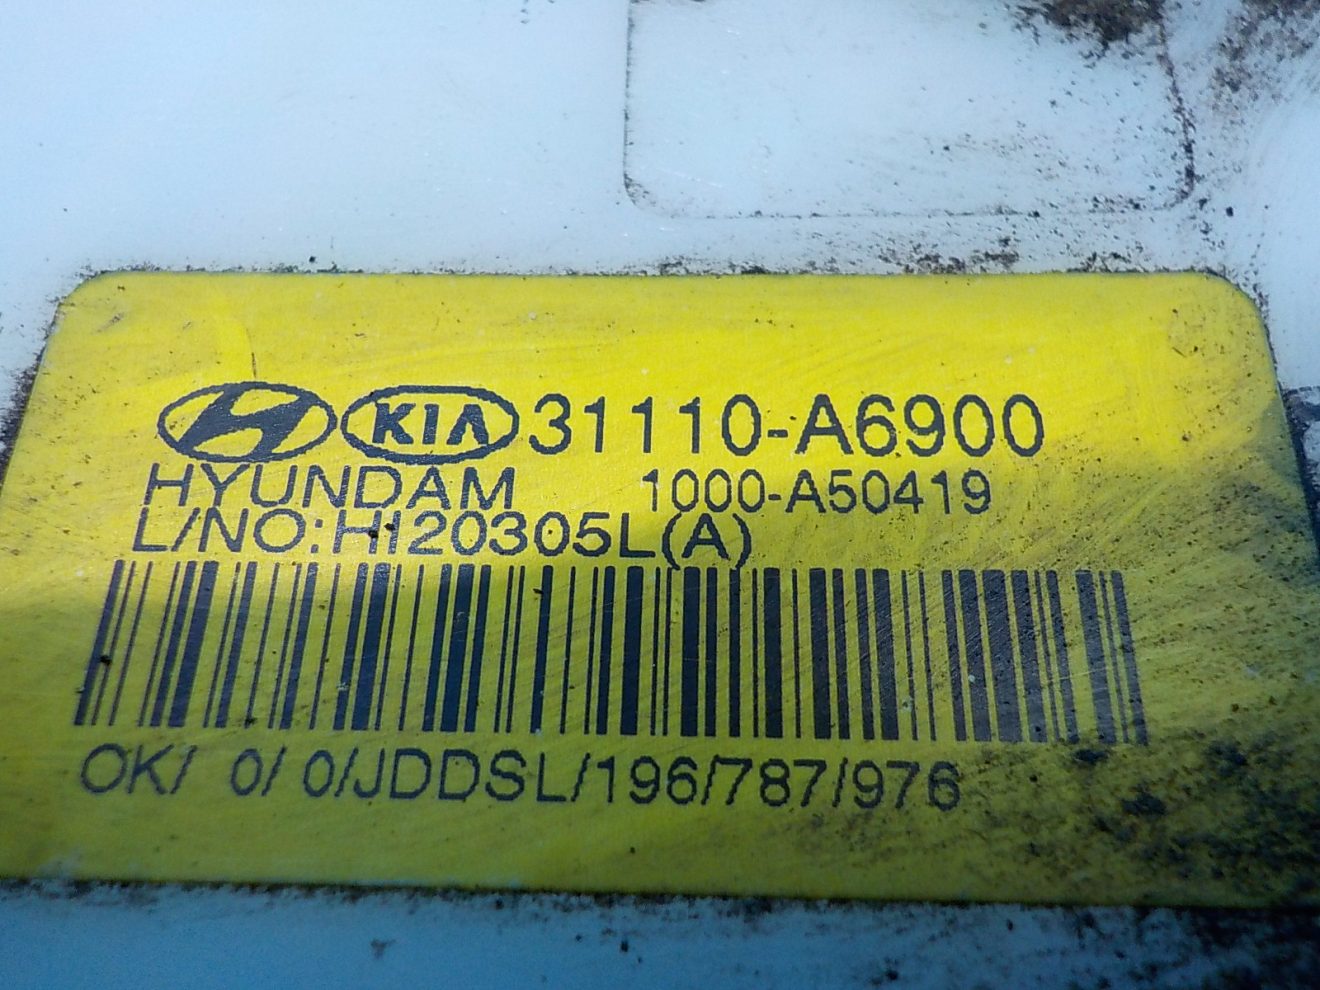 KIA 31110-A6900
HYUNDAM 1000-A50419
L/NO:HI20305L(A)
OK/ 0/ 0/JDDSL/196/787/976